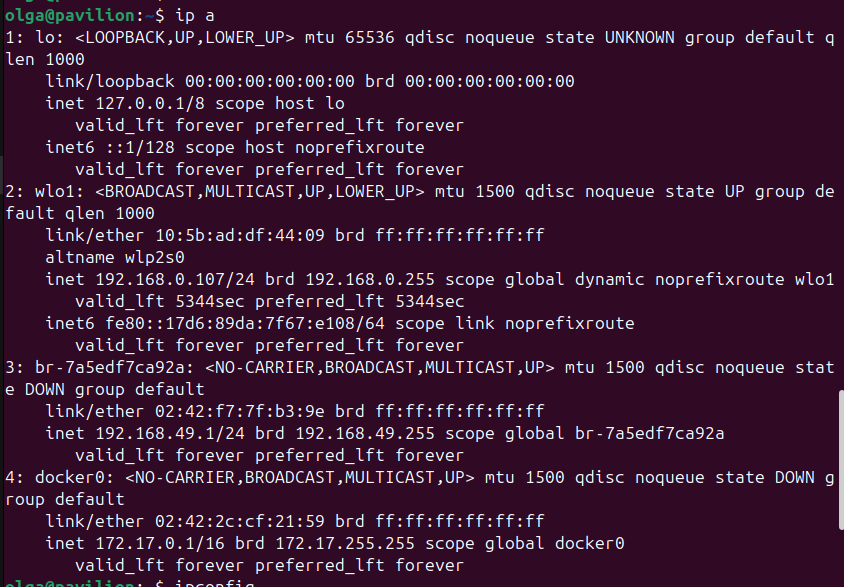 olga@pavilion:~$ ip a
1: lo: <LOOPBACK,UP,LOWER_UP> mtu 65536 qdisc noqueue state UNKNOWN group default q
len 1000
    link/loopback 00:00:00:00:00:00 brd 00:00:00:00:00:00
    inet 127.0.0.1/8 scope host lo
       valid_lft forever preferred_lft forever
    inet6 ::1/128 scope host noprefixroute
       valid_lft forever preferred_lft forever
2: wlo1: <BROADCAST,MULTICAST,UP,LOWER_UP> mtu 1500 qdisc noqueue state UP group de
fault qlen 1000
    link/ether 10:5b:ad:df:44:09 brd ff:ff:ff:ff:ff:ff
    altname wlp2s0
    inet 192.168.0.107/24 brd 192.168.0.255 scope global dynamic noprefixroute wlo1
       valid_lft 5344sec preferred_lft 5344sec
    inet6 fe80::17d6:89da:7f67:e108/64 scope link noprefixroute
       valid_lft forever preferred_lft forever
3: br-7a5edf7ca92a: <NO-CARRIER,BROADCAST,MULTICAST,UP> mtu 1500 qdisc noqueue stat
e DOWN group default
    link/ether 02:42:f7:7f:b3:9e brd ff:ff:ff:ff:ff:ff
    inet 192.168.49.1/24 brd 192.168.49.255 scope global br-7a5edf7ca92a
       valid_lft forever preferred_lft forever
4: docker0: <NO-CARRIER,BROADCAST,MULTICAST,UP> mtu 1500 qdisc noqueue state DOWN g
roup default
    link/ether 02:42:2c:cf:21:59 brd ff:ff:ff:ff:ff:ff
    inet 172.17.0.1/16 brd 172.17.255.255 scope global docker0
       valid_lft forever preferred_lft forever
olga@pavilion:~$ ipconfig